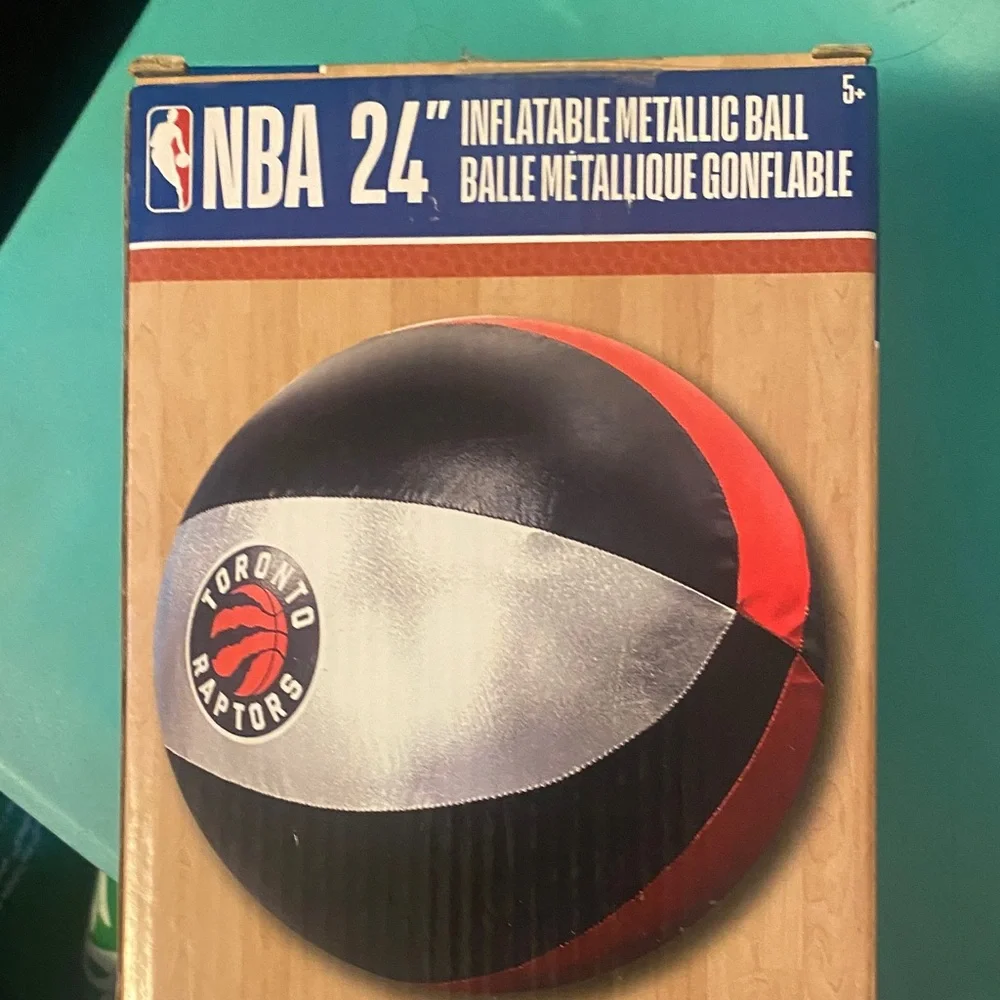 5+
NBA 24" INFLATABLE METALLIC BALL
BALLE MÉTALLIQUE GONFLABLE
TORONTO
RAPTORS